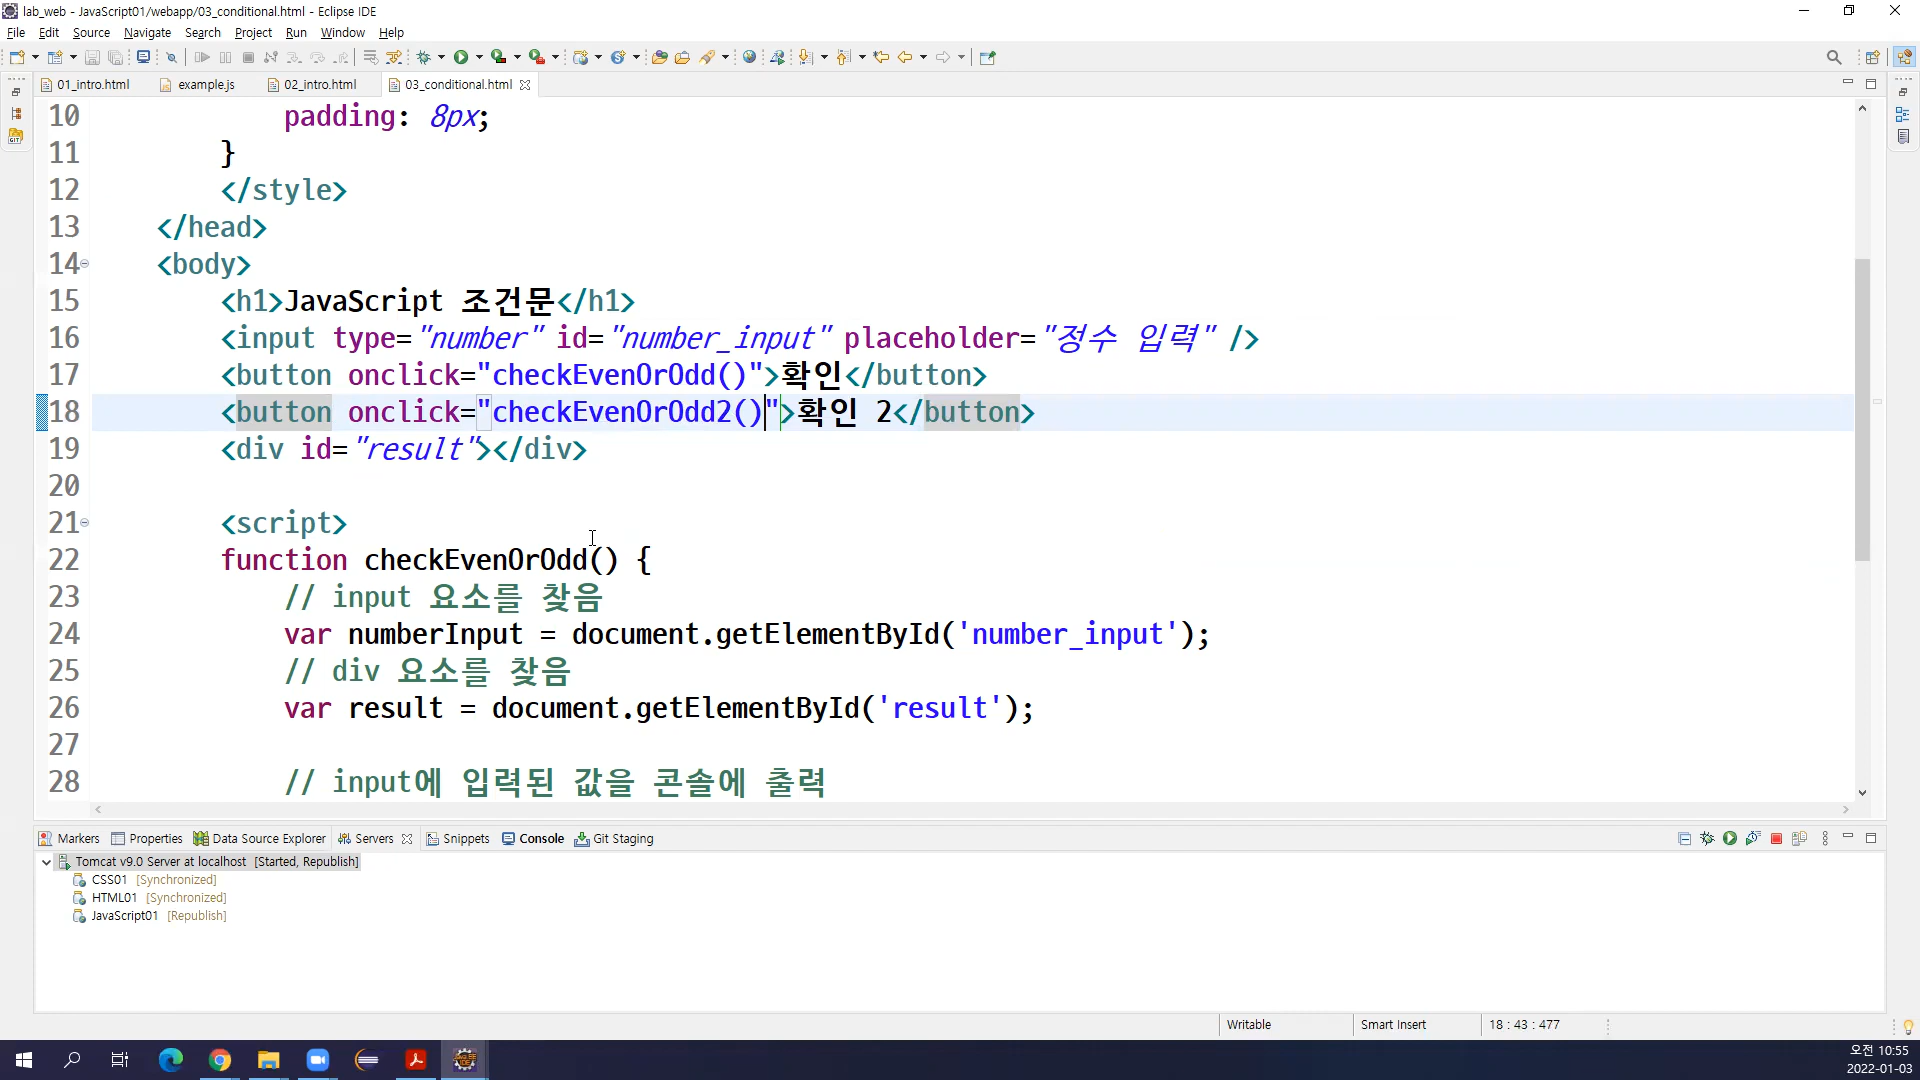 lab_web - JavaScript01/webapp/03_conditional.html - Eclipse IDE
File Edit Source Navigate Search Project Run Window Help
01_intro.html example.js 02_intro.html 03_conditional.html
10 padding: 8px;
11 }
12 </style>
13 </head>
14 <body>
15 <h1>JavaScript 조건문</h1>
16 <input type="number" id="number_input" placeholder="정수 입력" />
17 <button onclick="checkEvenOrOdd()">확인</button>
18 <button onclick="checkEvenOrOdd2()">확인 2</button>
19 <div id="result"></div>
20
21 <script>
22 function checkEvenOrOdd() {
23 // input 요소를 찾음
24 var numberInput = document.getElementById('number_input');
25 // div 요소를 찾음
26 var result = document.getElementById('result');
27
28 // input에 입력된 값을 콘솔에 출력
Markers Properties Data Source Explorer Servers Snippets Console Git Staging
Tomcat v9.0 Server at localhost [Started, Republish]
CSS01 [Synchronized]
HTML01 [Synchronized]
JavaScript01 [Republish]
Writable Smart Insert 18 : 43 : 477
오전 10:55
2022-01-03